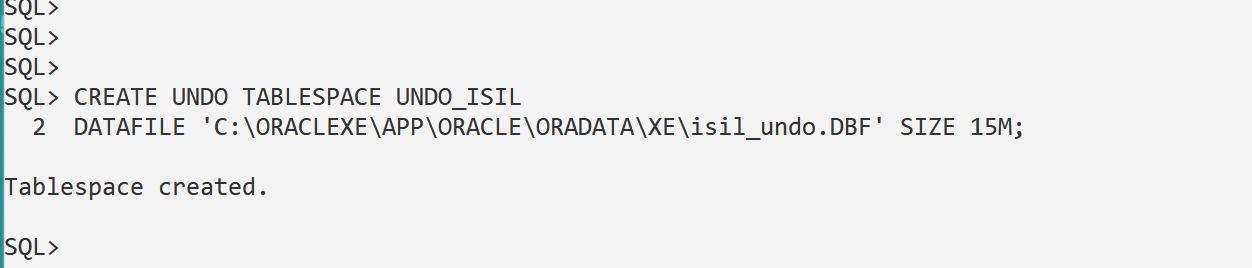 SQL>
SQL>
SQL>
SQL> CREATE UNDO TABLESPACE UNDO_ISIL
  2  DATAFILE 'C:\ORACLEXE\APP\ORACLE\ORADATA\XE\isil_undo.DBF' SIZE 15M;
Tablespace created.
SQL>